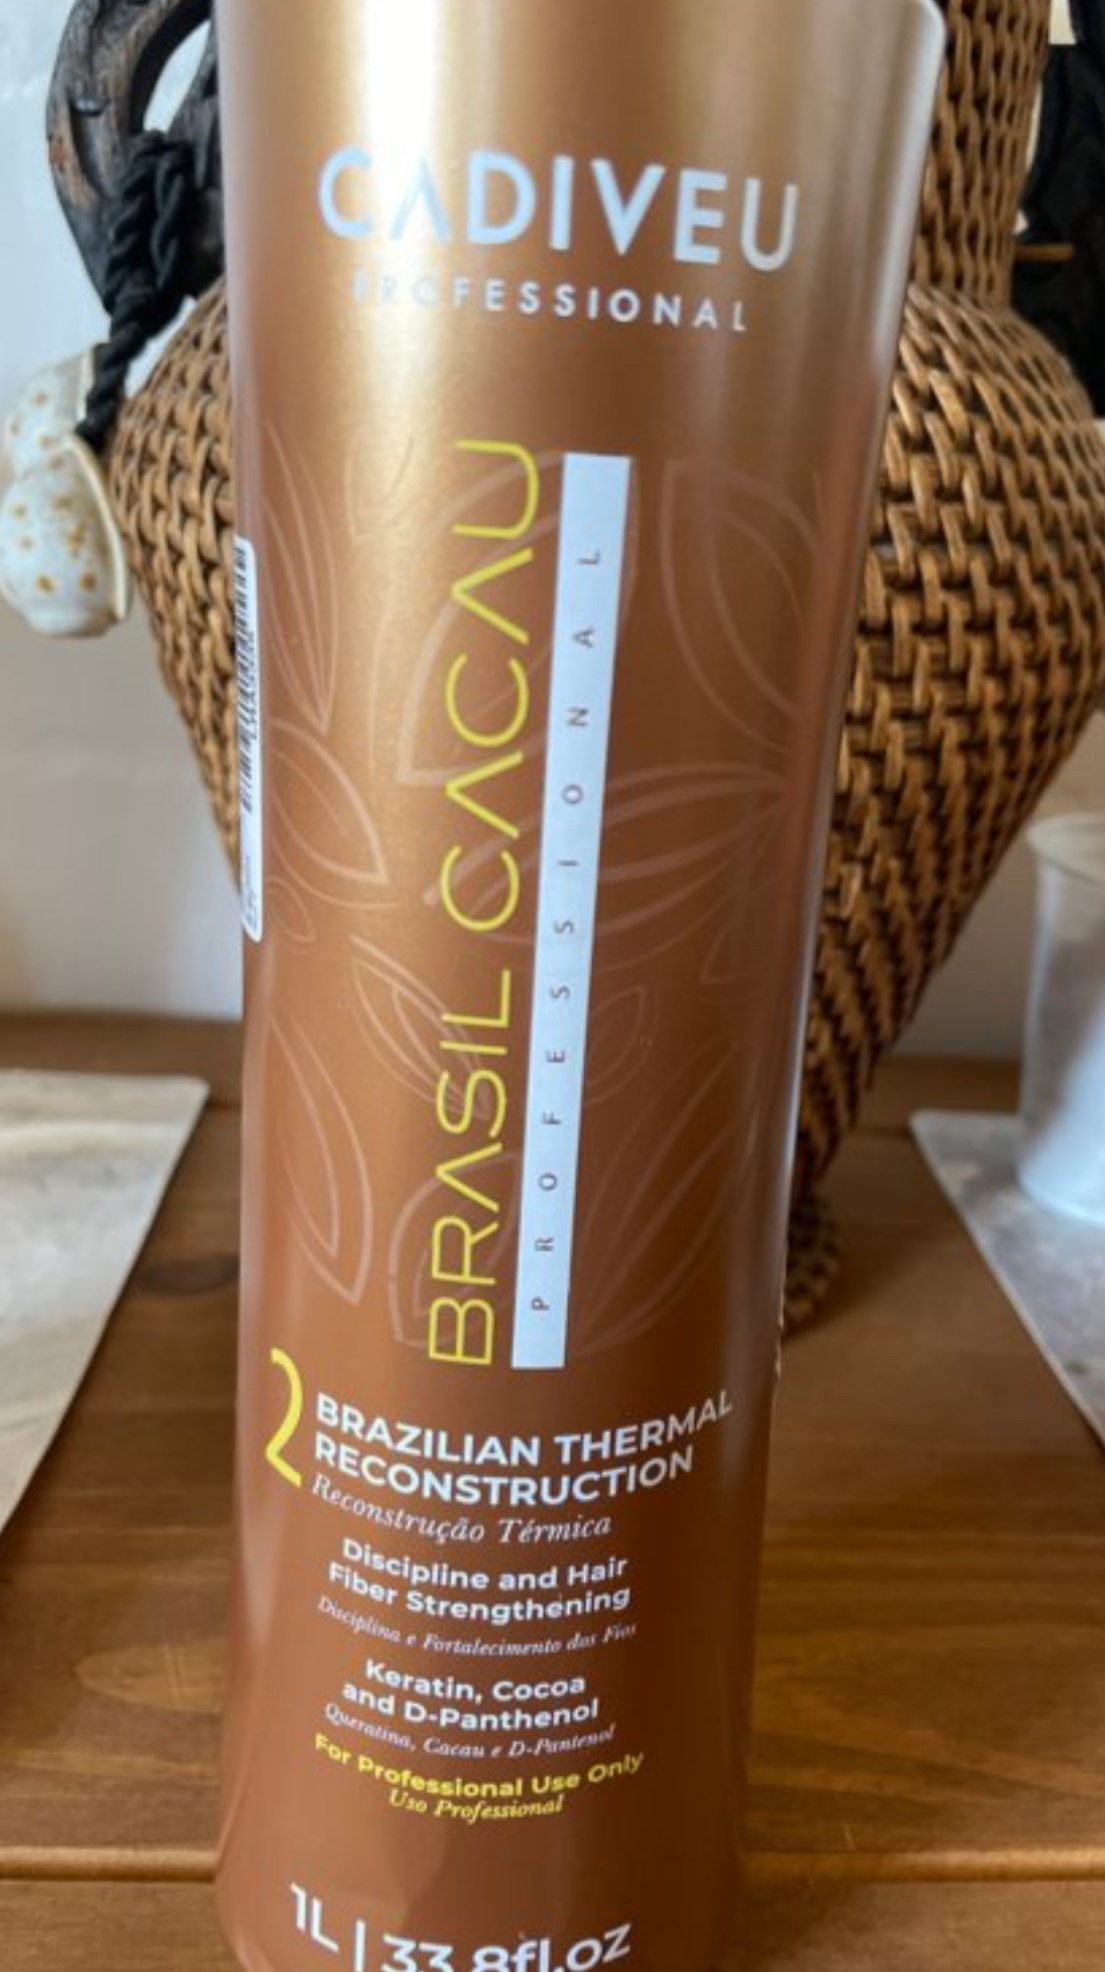 CADIVEU
PROFESSIONAL
BRASIL CACAU
PROFESSIONAL
2
BRAZILIAN THERMAL
RECONSTRUCTION
Reconstrução Térmica
Discipline and Hair
Fiber Strengthening
Disciplina e Fortalecimento dos Fios
Keratin, Cocoa
and D-Panthenol
Queratina, Cacau e D-Pantenol
For Professional Use Only
Uso Professional
1L | 33.8fl.oz